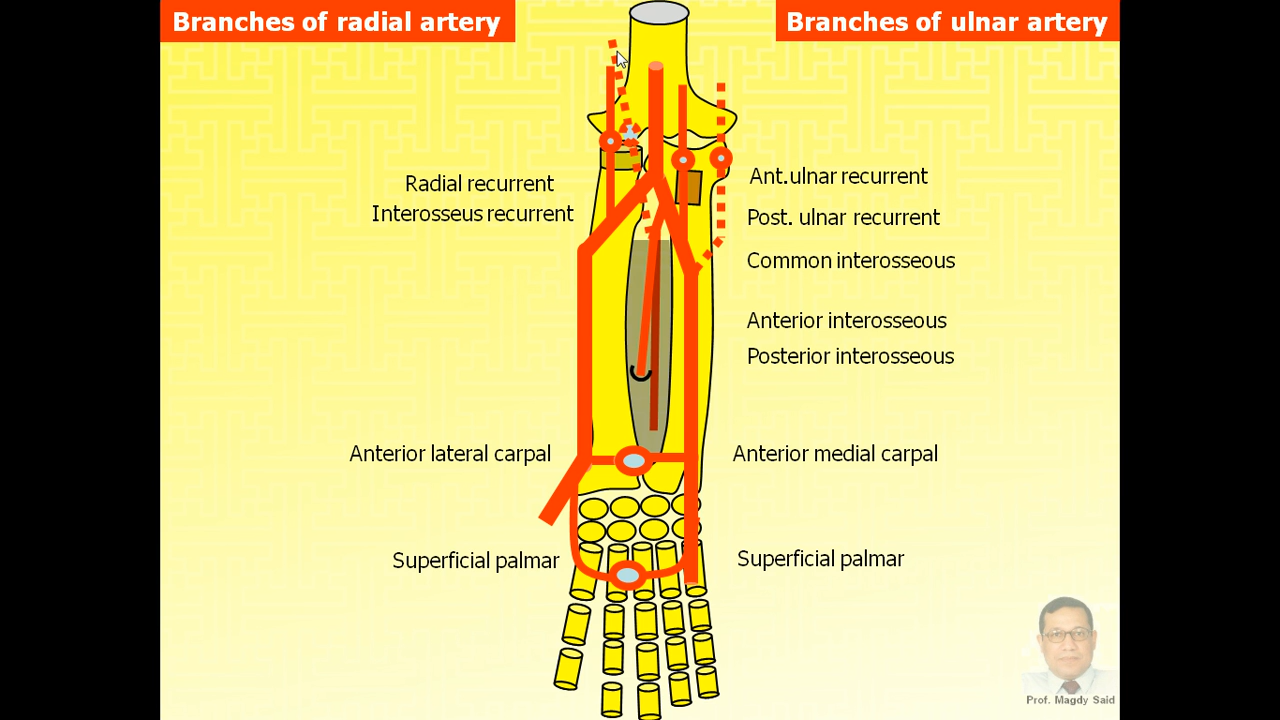 Branches of radial artery
Branches of ulnar artery
Radial recurrent
Interosseus recurrent
Anterior lateral carpal
Superficial palmar
Ant.ulnar recurrent
Post. ulnar recurrent
Common interosseous
Anterior interosseous
Posterior interosseous
Anterior medial carpal
Superficial palmar
Prof. Magdy Said